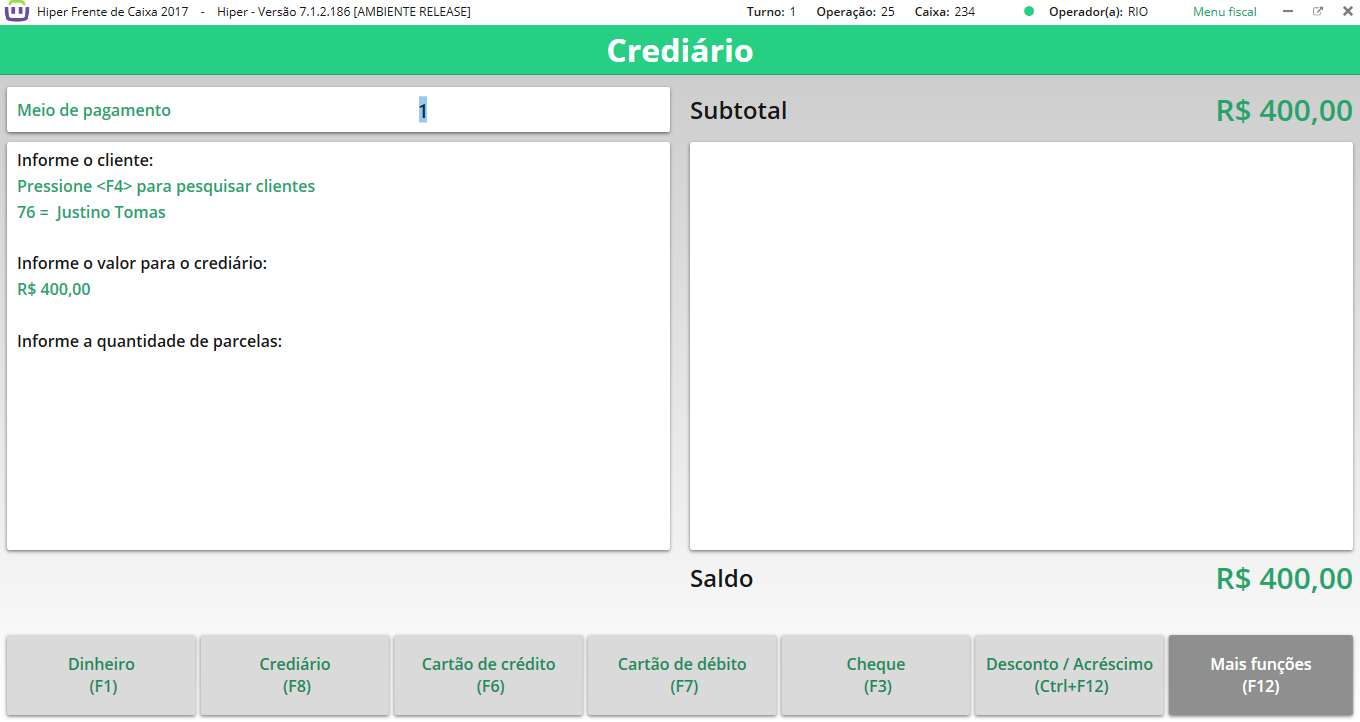 Hiper Frente de Caixa 2017 - Hiper - Versão 7.1.2.186 [AMBIENTE RELEASE] Turno: 1 Operação: 25 Caixa: 234 Operador(a): RIO Menu fiscal
Crediário
Meio de pagamento 1
Subtotal R$ 400,00
Informe o cliente:
Pressione <F4> para pesquisar clientes
76 = Justino Tomas
Informe o valor para o crediário:
R$ 400,00
Informe a quantidade de parcelas:
Saldo R$ 400,00
Dinheiro
(F1)
Crediário
(F8)
Cartão de crédito
(F6)
Cartão de débito
(F7)
Cheque
(F3)
Desconto / Acréscimo
(Ctrl+F12)
Mais funções
(F12)